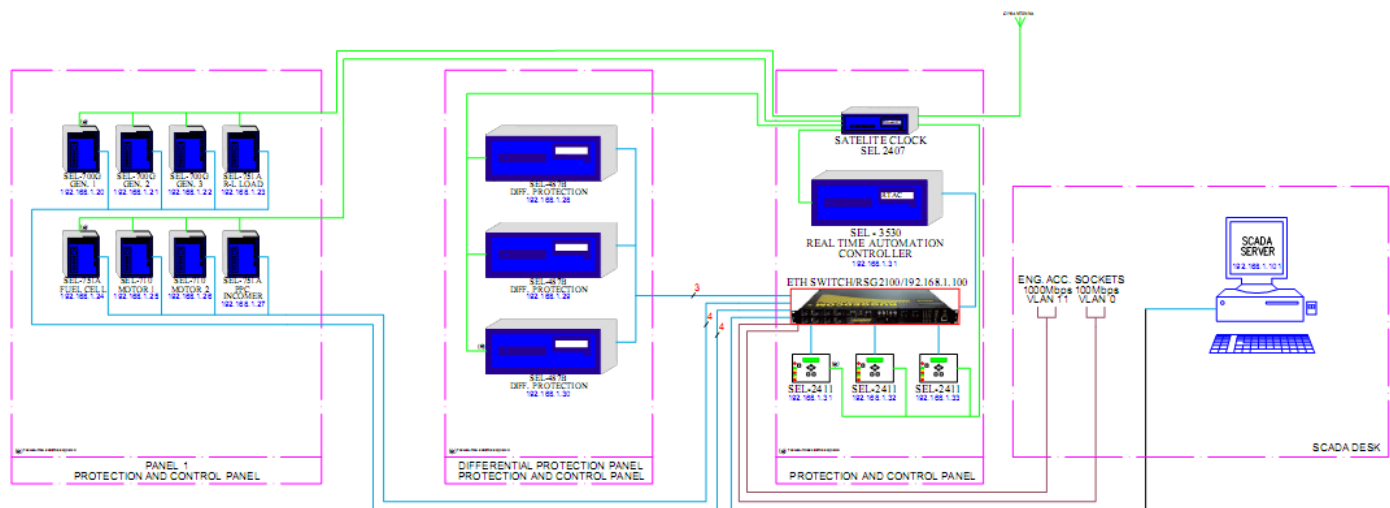 SEL-700G
GEN. 1
192.168.1.20
SEL-700G
GEN. 2
192.168.1.21
SEL-700G
GEN. 3
192.168.1.22
SEL-751A
R-L LOAD
192.168.1.23
SEL-751A
FUEL CELL
192.168.1.24
SEL-710
MOTOR 1
192.168.1.25
SEL-710
MOTOR 2
192.168.1.26
SEL-751A
PPC
INCOMER
192.168.1.27
PANEL 1
PROTECTION AND CONTROL PANEL
SEL-487B
DIFF. PROTECTION
192.168.1.28
SEL-487B
DIFF. PROTECTION
192.168.1.29
SEL-487B
DIFF. PROTECTION
192.168.1.30
DIFFERENTIAL PROTECTION PANEL
PROTECTION AND CONTROL PANEL
3
4
4
SATELITE CLOCK
SEL 2407
RTAC
SEL - 3530
REAL TIME AUTOMATION
CONTROLLER
192.168.1.31
ETH SWITCH/RSG2100/192.168.1.100
SEL-2411
192.168.1.31
SEL-2411
192.168.1.32
SEL-2411
192.168.1.33
PROTECTION AND CONTROL PANEL
ENG. ACC. SOCKETS
1000Mbps 100Mbps
VLAN 11 VLAN 0
SCADA
SERVER
192.168.1.101
SCADA DESK